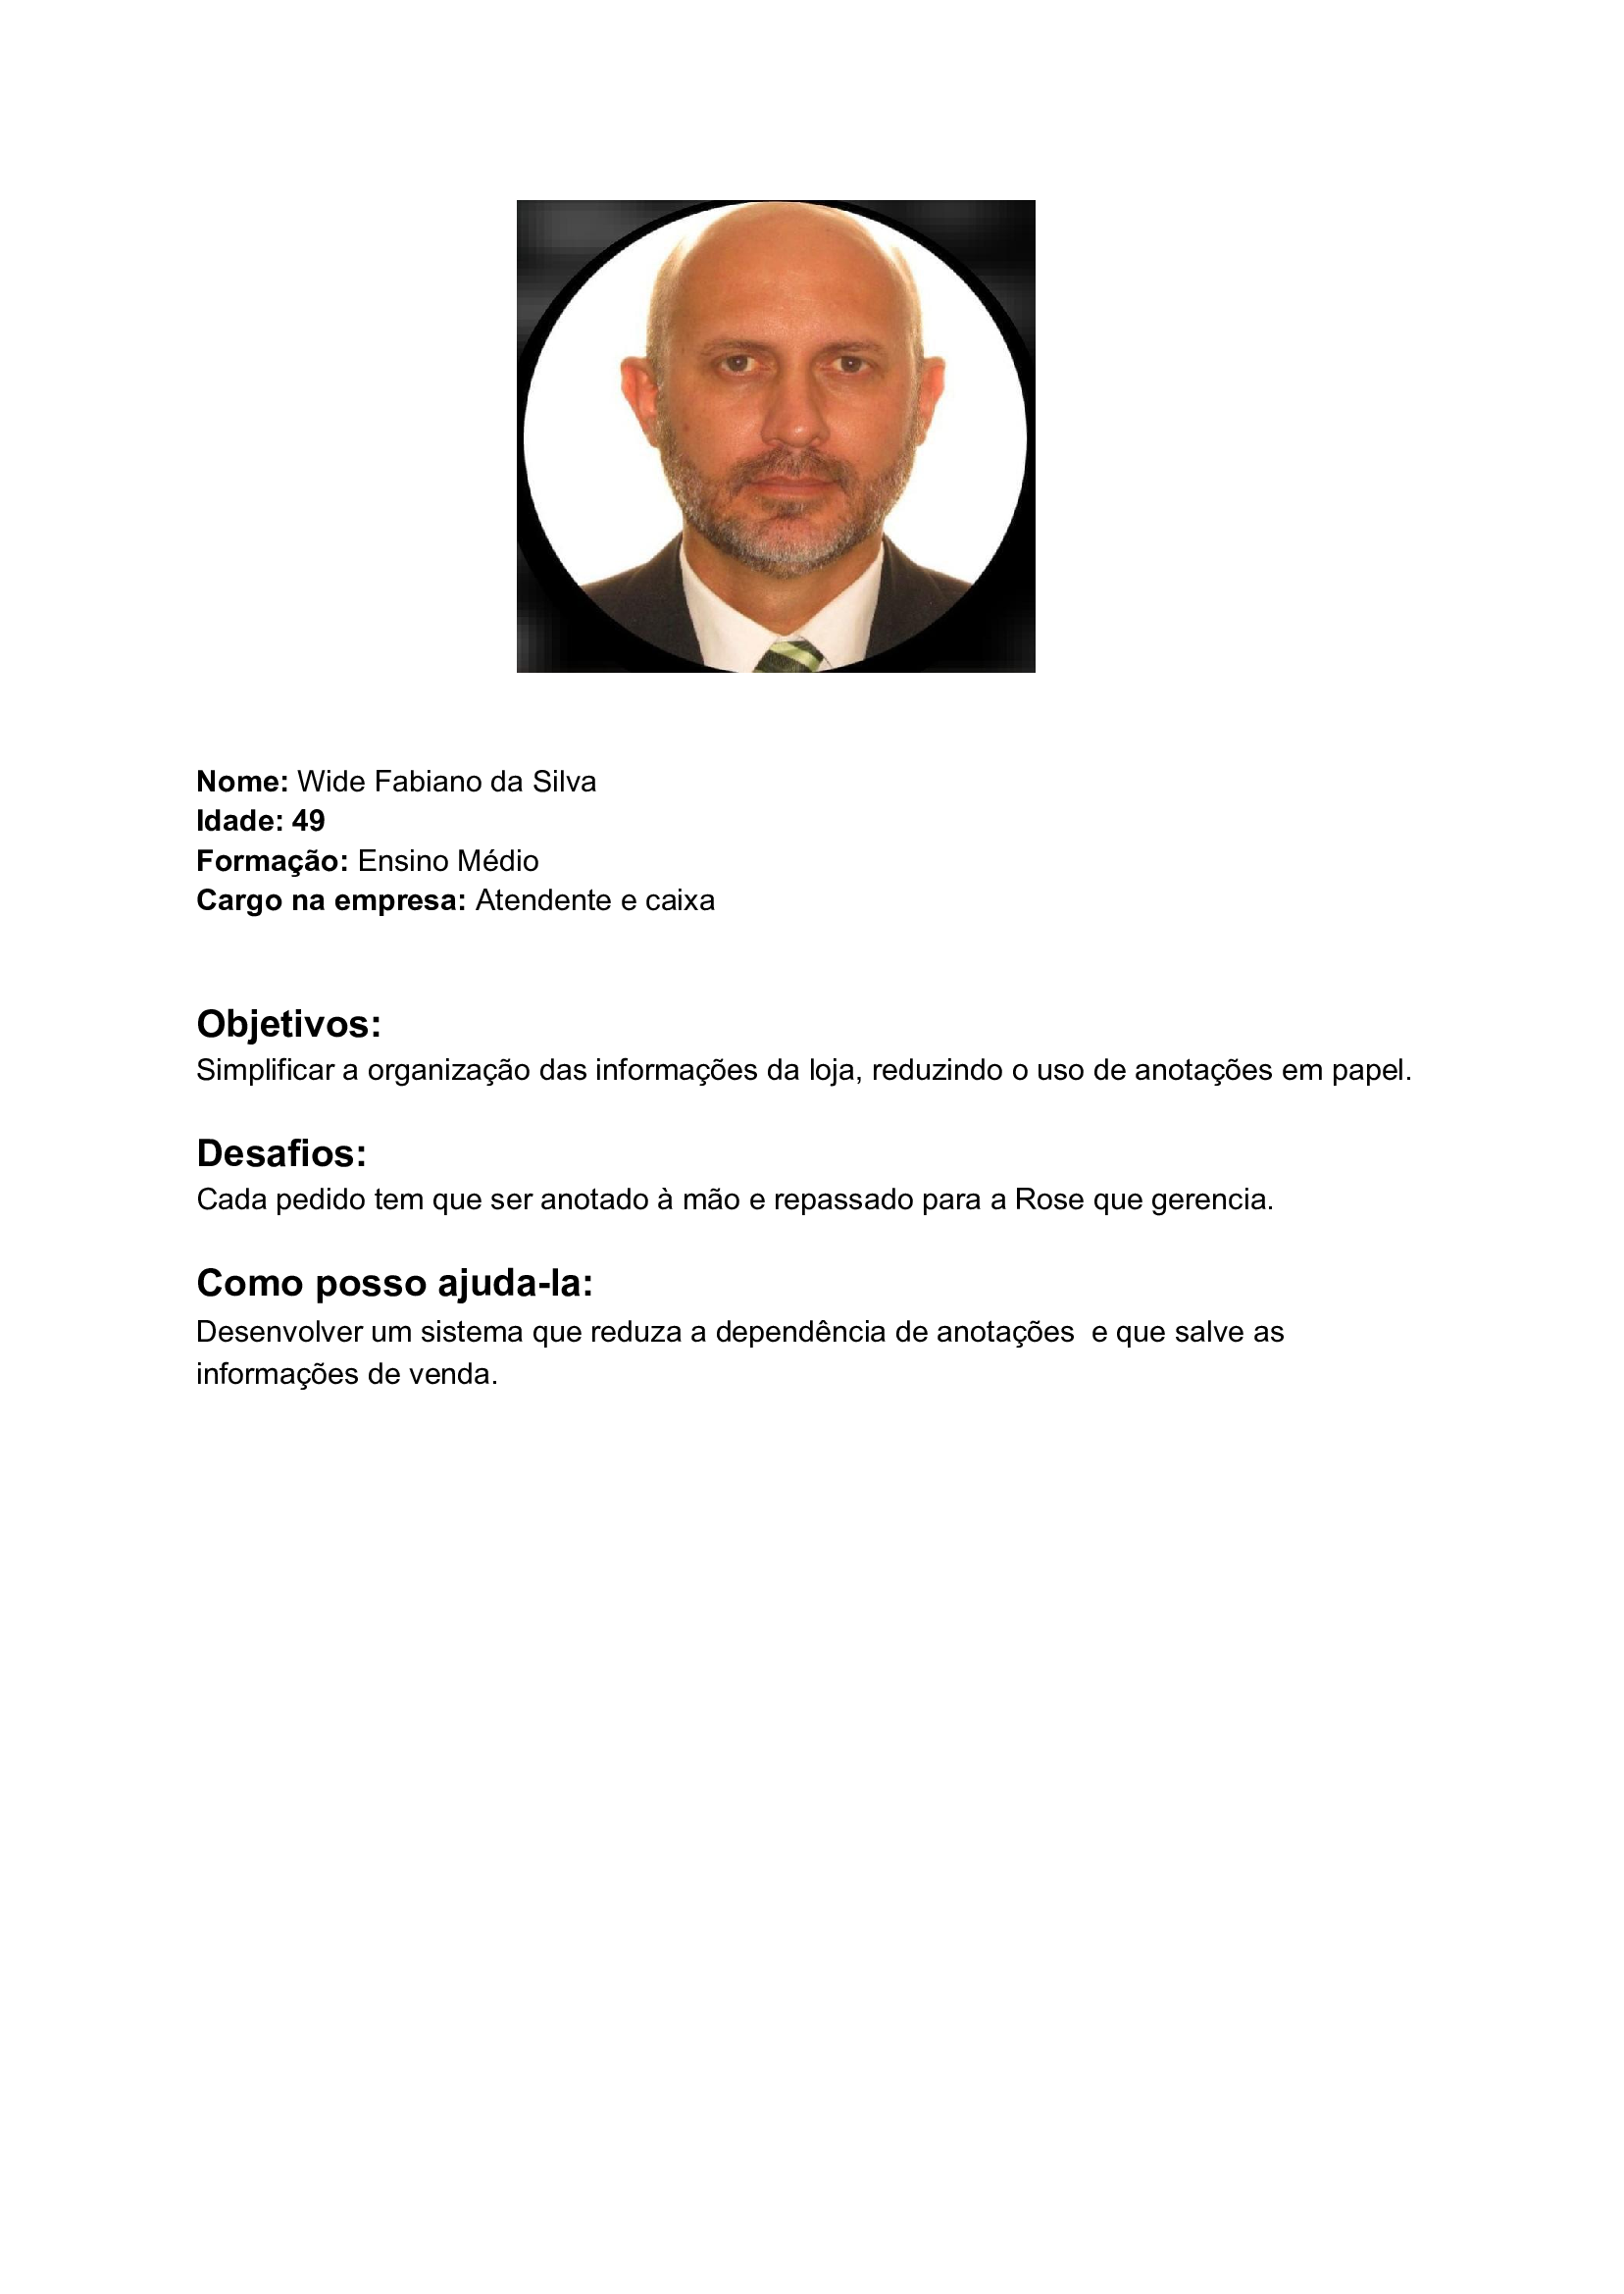 Nome: Wide Fabiano da Silva
Idade: 49
Formação: Ensino Médio
Cargo na empresa: Atendente e caixa
Objetivos:
Simplificar a organização das informações da loja, reduzindo o uso de anotações em papel.
Desafios:
Cada pedido tem que ser anotado à mão e repassado para a Rose que gerencia.
Como posso ajuda-la:
Desenvolver um sistema que reduza a dependência de anotações  e que salve as
informações de venda.